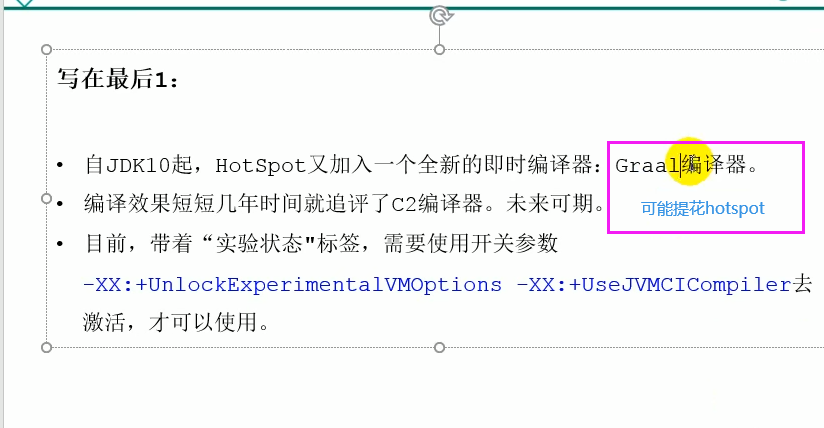 写在最后1：
• 自JDK10起，HotSpot又加入一个全新的即时编译器：Graal编译器。
• 编译效果短短几年时间就追评了C2编译器。未来可期。
可能提花hotspot
• 目前，带着“实验状态"标签，需要使用开关参数
-XX:+UnlockExperimentalVMOptions -XX:+UseJVMCICompiler去
激活，才可以使用。